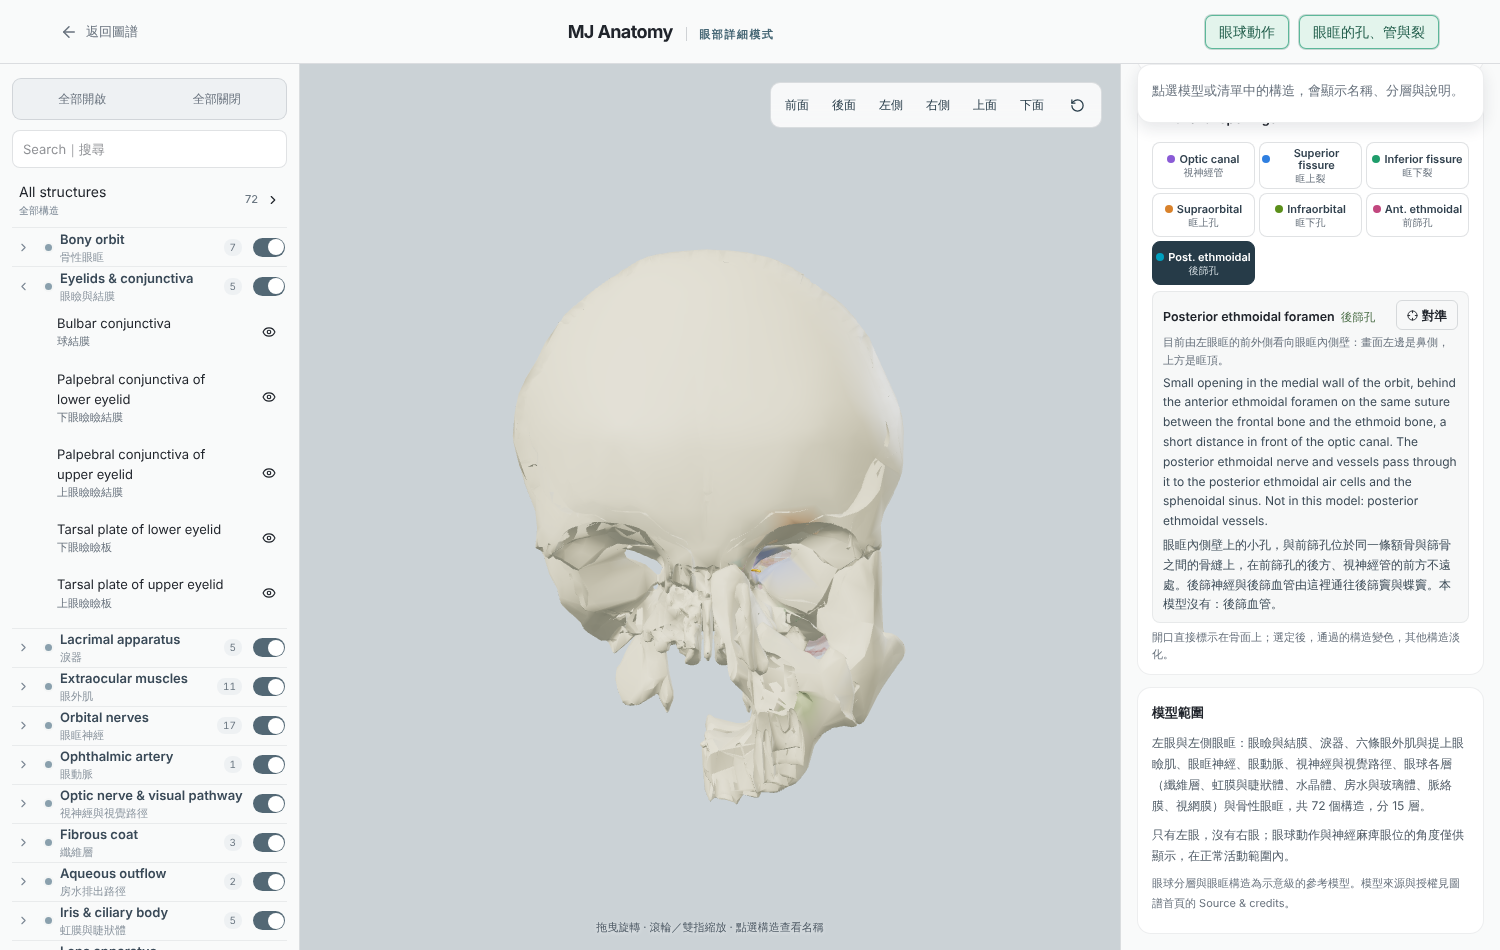 返回圖譜
MJ Anatomy
眼部詳細模式
眼球動作
眼眶的孔、管與裂
全部開啟
全部關閉
Search | 搜尋
All structures
全部構造
72
Bony orbit
骨性眼眶
7
Eyelids & conjunctiva
眼瞼與結膜
5
Bulbar conjunctiva
球結膜
Palpebral conjunctiva of
lower eyelid
下眼瞼瞼結膜
Palpebral conjunctiva of
upper eyelid
上眼瞼瞼結膜
Tarsal plate of lower eyelid
下眼瞼瞼板
Tarsal plate of upper eyelid
上眼瞼瞼板
Lacrimal apparatus
淚器
5
Extraocular muscles
眼外肌
11
Orbital nerves
眼眶神經
17
Ophthalmic artery
眼動脈
1
Optic nerve & visual pathway
視神經與視覺路徑
Fibrous coat
纖維層
3
Aqueous outflow
房水排出路徑
2
Iris & ciliary body
虹膜與睫狀體
5
前面
後面
左側
右側
上面
下面
拖曳旋轉 · 滾輪／雙指縮放 · 點選構造查看名稱
點選模型或清單中的構造，會顯示名稱、分層與說明。
Optic canal
視神經管
Superior
fissure
眶上裂
Inferior fissure
眶下裂
Supraorbital
眶上孔
Infraorbital
眶下孔
Ant. ethmoidal
前篩孔
Post. ethmoidal
後篩孔
Posterior ethmoidal foramen 後篩孔
對準
目前由左眼眶的前外側看向眼眶內側壁：畫面左邊是鼻側，
上方是眶頂。
Small opening in the medial wall of the orbit, behind
the anterior ethmoidal foramen on the same suture
between the frontal bone and the ethmoid bone, a
short distance in front of the optic canal. The
posterior ethmoidal nerve and vessels pass through
it to the posterior ethmoidal air cells and the
sphenoidal sinus. Not in this model: posterior
ethmoidal vessels.
眼眶內側壁上的小孔，與前篩孔位於同一條額骨與篩骨
之間的骨縫上，在前篩孔的後方、視神經管的前方不遠
處。後篩神經與後篩血管由這裡通往後篩竇與蝶竇。本
模型沒有：後篩血管。
開口直接標示在骨面上；選定後，通過的構造變色，其他構造淡
化。
模型範圍
左眼與左側眼眶：眼瞼與結膜、淚器、六條眼外肌與提上眼
瞼肌、眼眶神經、眼動脈、視神經與視覺路徑、眼球各層
（纖維層、虹膜與睫狀體、水晶體、房水與玻璃體、脈絡
膜、視網膜）與骨性眼眶，共 72 個構造，分 15 層。
只有左眼，沒有右眼；眼球動作與神經麻痺眼位的角度僅供
顯示，在正常活動範圍內。
眼球分層與眼眶構造為示意級的參考模型。模型來源與授權見圖
譜首頁的 Source & credits。